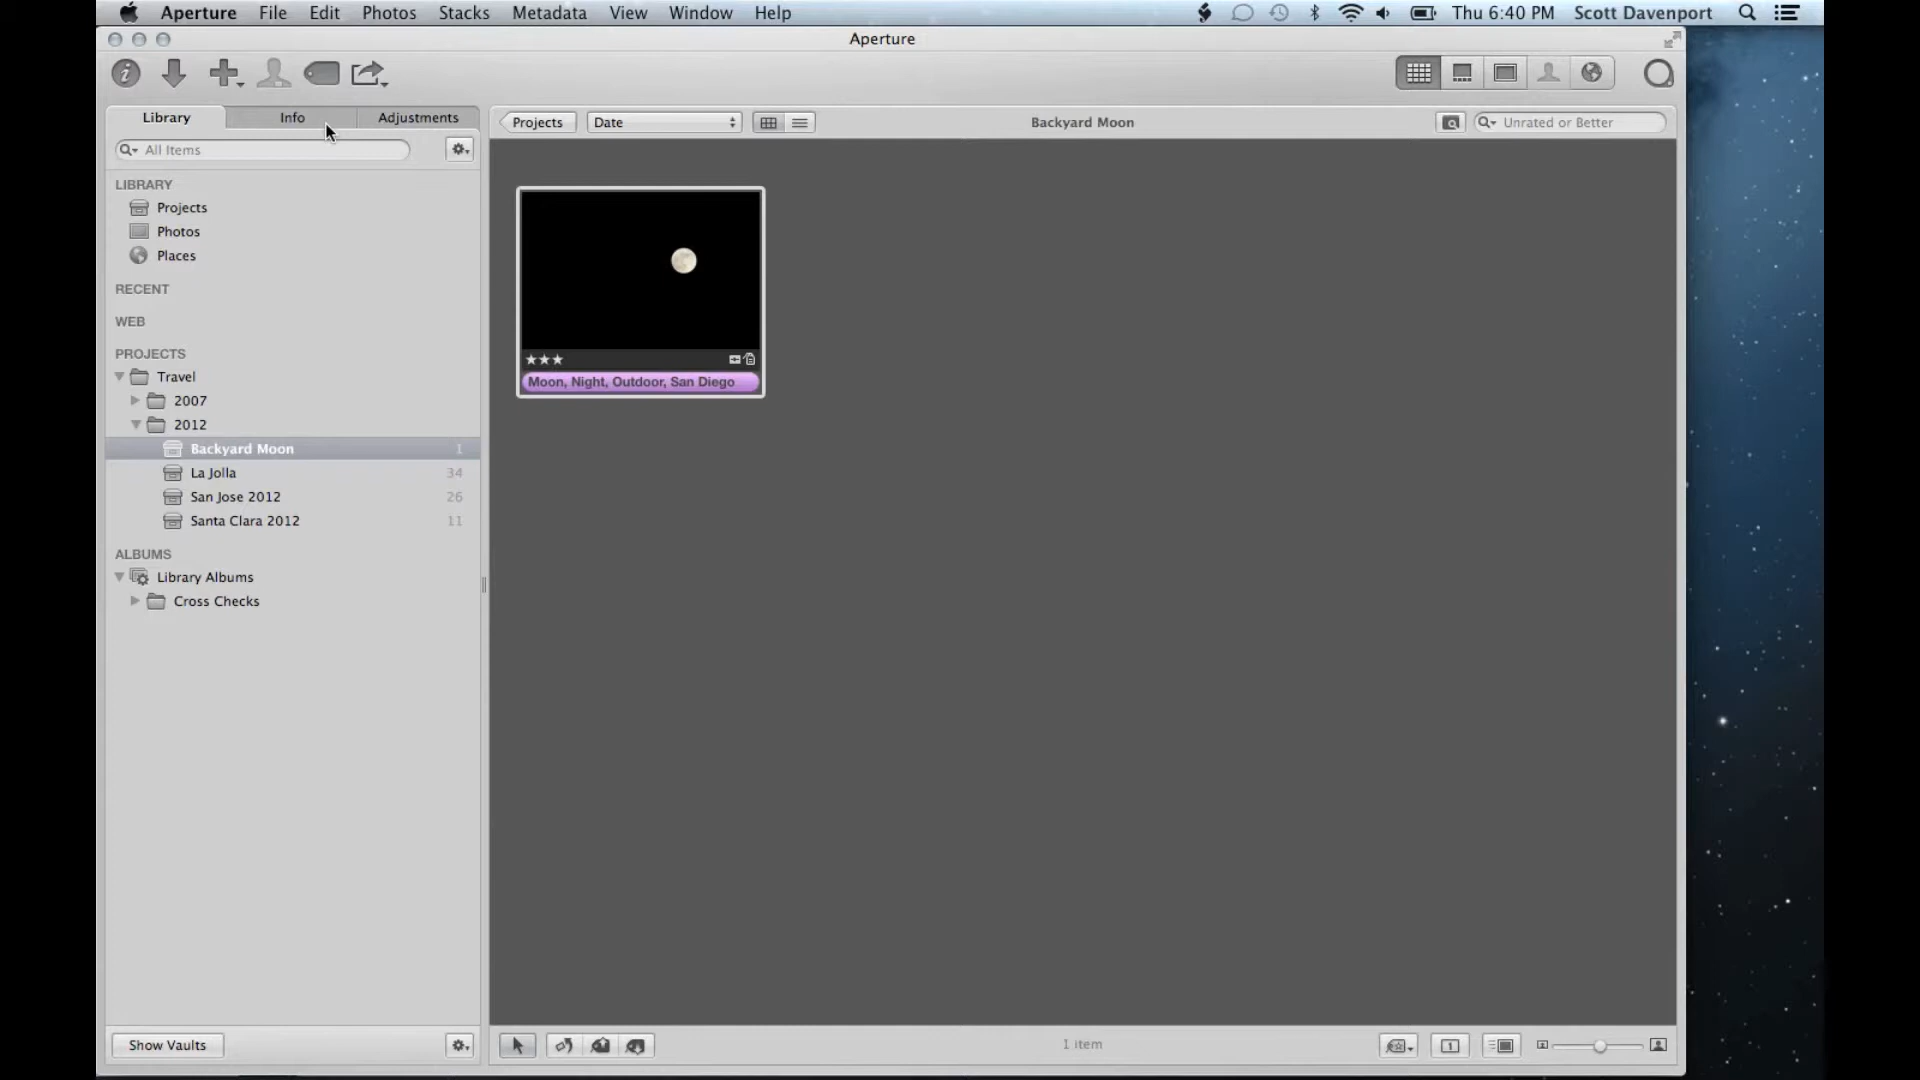 Aperture File Edit Photos Stacks Metadata View Window Help Thu 6:40 PM Scott Davenport
Aperture
Library Info Adjustments
Projects Date Backyard Moon Unrated or Better
All Items
LIBRARY
Projects
Photos
Places
RECENT
WEB
PROJECTS
Travel
2007
2012
Backyard Moon 1
La Jolla 34
San Jose 2012 26
Santa Clara 2012 11
ALBUMS
Library Albums
Cross Checks
Moon, Night, Outdoor, San Diego
Show Vaults
1 item
1